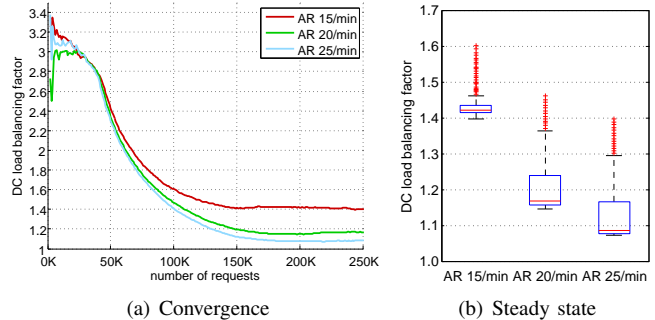 DC load balancing factor
3.4
3.2
3
2.8
2.6
2.4
2.2
2
1.8
1.6
1.4
1.2
1
AR 15/min
AR 20/min
AR 25/min
0K 50K 100K 150K 200K 250K
number of requests
(a) Convergence
DC load balancing factor
1.7
1.6
1.5
1.4
1.3
1.2
1.1
1.0
AR 15/min AR 20/min AR 25/min
(b) Steady state